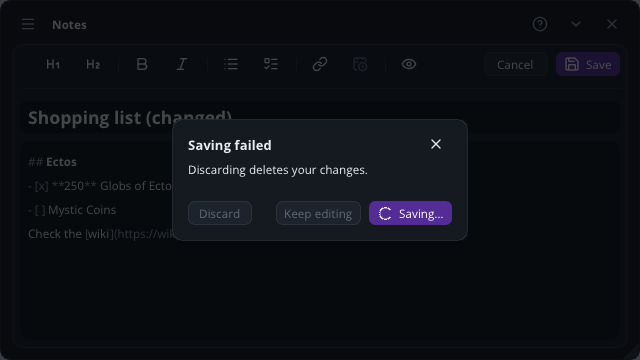 Notes
H1 H2 B I Cancel Save
Shopping list (changed)
## Ectos
- [x] **250** Globs of Ecto
- [ ] Mystic Coins
Check the [wiki](https://wik
Saving failed
Discarding deletes your changes.
Discard Keep editing Saving...